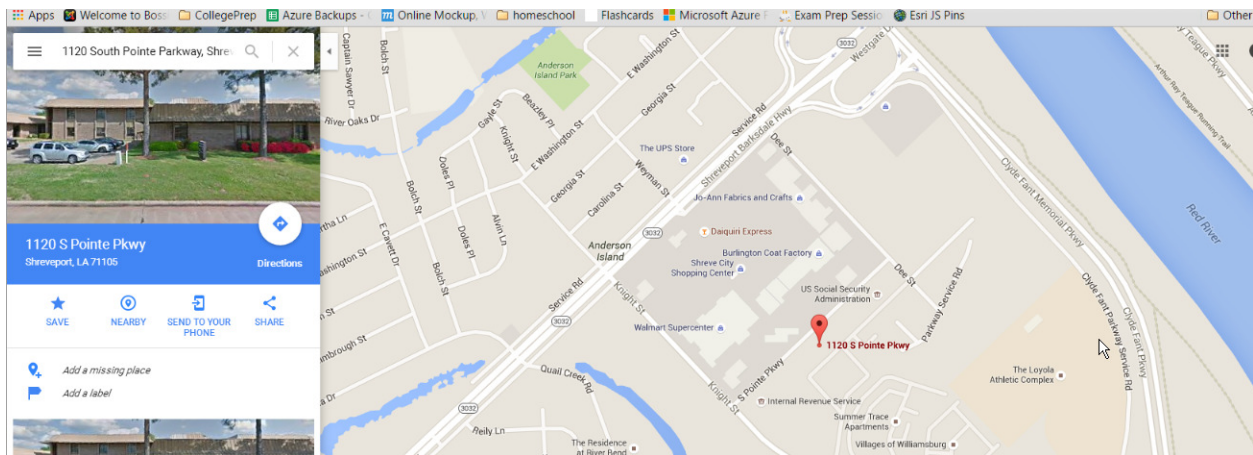 Apps Welcome to Boss CollegePrep Azure Backups - Online Mockup, homeschool Flashcards Microsoft Azure Exam Prep Sessic Esri JS Pins Other
1120 South Pointe Parkway, Shrev
1120 S Pointe Pkwy
Shreveport, LA 71105
Directions
SAVE
NEARBY
SEND TO YOUR
PHONE
SHARE
Add a missing place
Add a label
Captain Sawyer Dr
Bolch St
River Oaks Dr
Gayle St
Beazley Pl
Knight St
E Washington St
Anderson
Island Park
E Washington St
Georgia St
Service Rd
3032
Westgate
Shreveport Barksdale Hwy
Dee St
The UPS Store
Weyman St
Georgia St
Carolina St
Doles Pl
Bolch St
Alvin Ln
Doles Pl
E Cavett Dr
Jo-Ann Fabrics and Crafts
3032
Daiquiri Express
Anderson
Island
Burlington Coat Factory
Shreve City
Shopping Center
Dee St
US Social Security
Administration
Parkway Service Rd
Service Rd
Knight St
3032
Walmart Supercenter
1120 S Pointe Pkwy
S Pointe Pkwy
Quail Creek Rd
Knight St
3032
Internal Revenue Service
Reily Ln
Summer Trace
Apartments
The Residence
at River Bend
Villages of Williamsburg
The Loyola
Athletic Complex
Clyde Fant Memorial Pkwy
Clyde Fant Parkway Service Rd
Clyde Fant Pkwy
Red River
Teague Pkwy
Arthur Ray Teague Running Trail